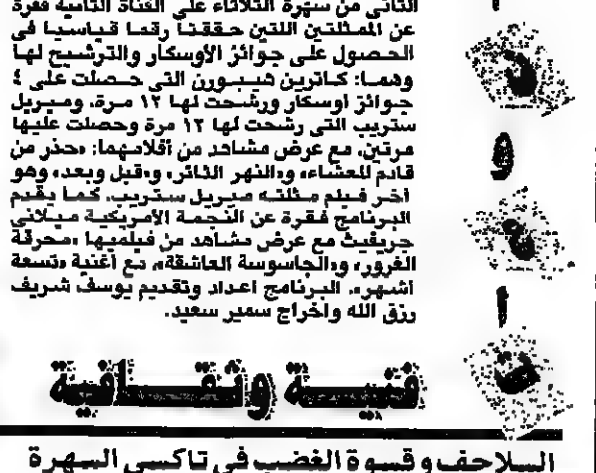 الثاني من سهرة الثلاثاء على القناة الثانية فقرة
عن الممثلتين اللتين حققتا رقما قياسيا في
الحصول على جوائز الأوسكار والترشيح لها
وهما: كاترين هيبورن التي حصلت على ٤
جوائز أوسكار ورشحت لها ١٢ مرة، وميريل
ستريب التي رشحت لها ١٢ مرة وحصلت عليها
مرتين، مع عرض مشاهد من أفلامهما: «حذر من
قادم للعشاء» و«النهر الثائر» و«قبل وبعد» وهو
آخر فيلم مثلته ميريل ستريب. كما يقدم
البرنامج فقرة عن النجمة الأمريكية ميلاني
جريفيث مع عرض مشاهد من فيلميها «محرقة
الغرور» و«الجاسوسة العاشقة»، مع أغنية «تسعة
أشهر». البرنامج اعداد وتقديم يوسف شريف
رزق الله واخراج سمير سعيد.
فنية وثقافية
السلاحف وقسوة الغضب في تاكسي السهرة